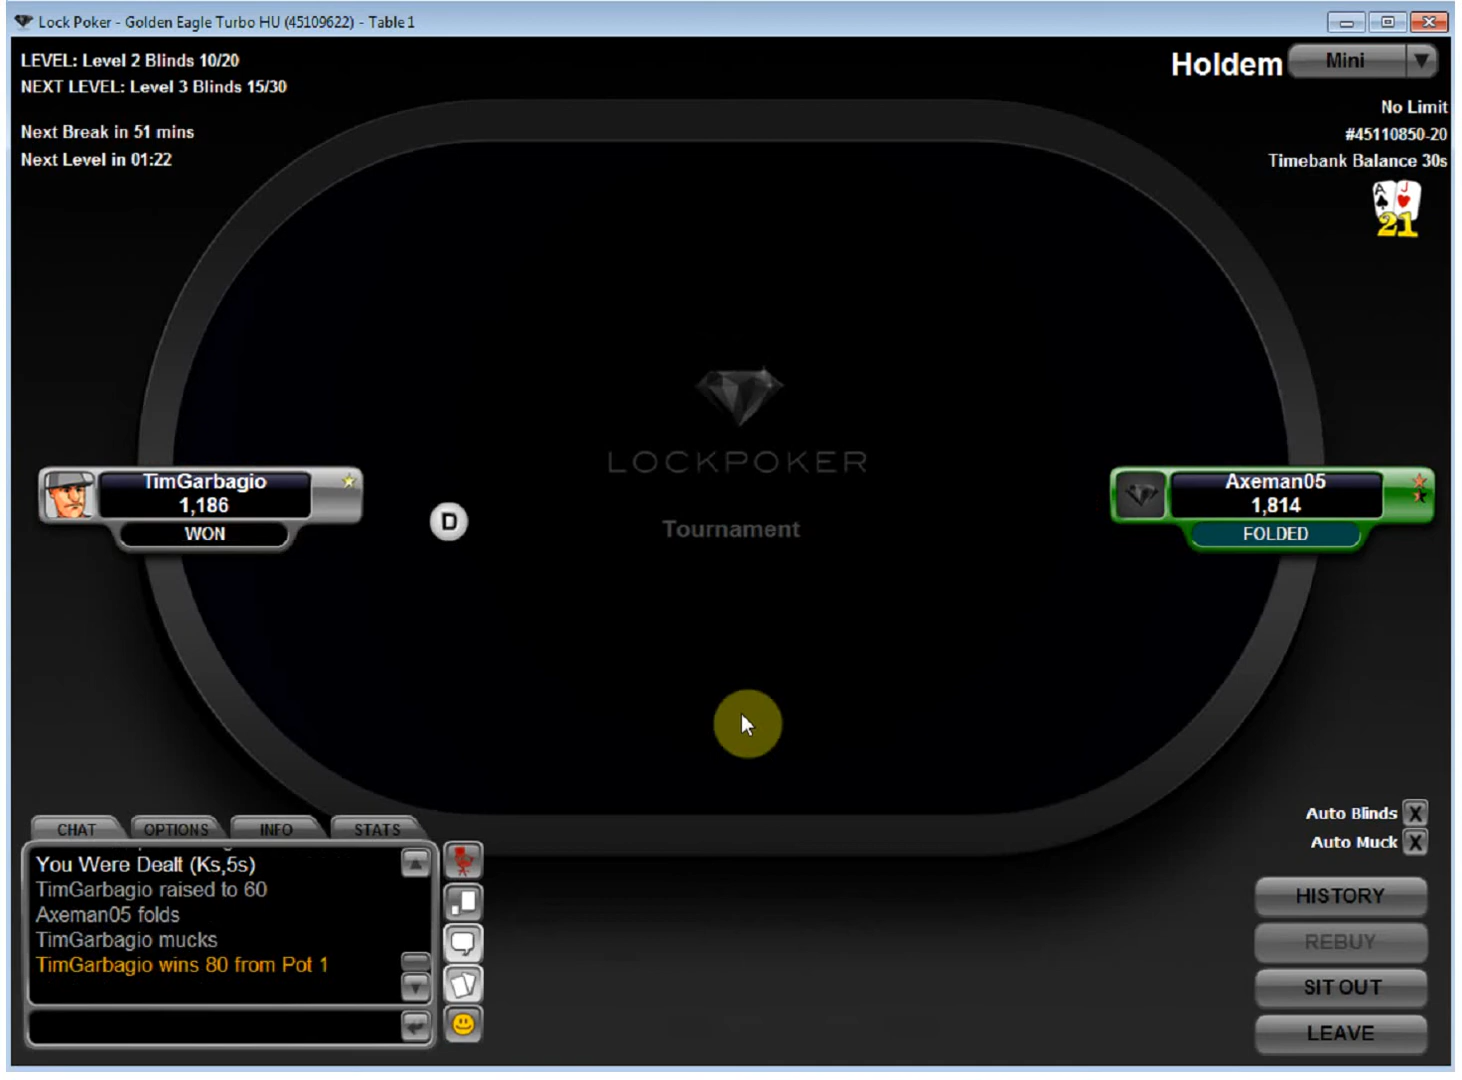 Lock Poker - Golden Eagle Turbo HU (45109622) - Table 1
LEVEL: Level 2 Blinds 10/20
NEXT LEVEL: Level 3 Blinds 15/30
Next Break in 51 mins
Next Level in 01:22
Holdem
Mini
No Limit
#45110850-20
Timebank Balance 30s
A J
21
LOCKPOKER
Tournament
TimGarbagio
1,186
WON
D
Axeman05
1,814
FOLDED
Auto Blinds X
Auto Muck X
CHAT OPTIONS INFO STATS
You Were Dealt (Ks,5s)
TimGarbagio raised to 60
Axeman05 folds
TimGarbagio mucks
TimGarbagio wins 80 from Pot 1
HISTORY
REBUY
SIT OUT
LEAVE